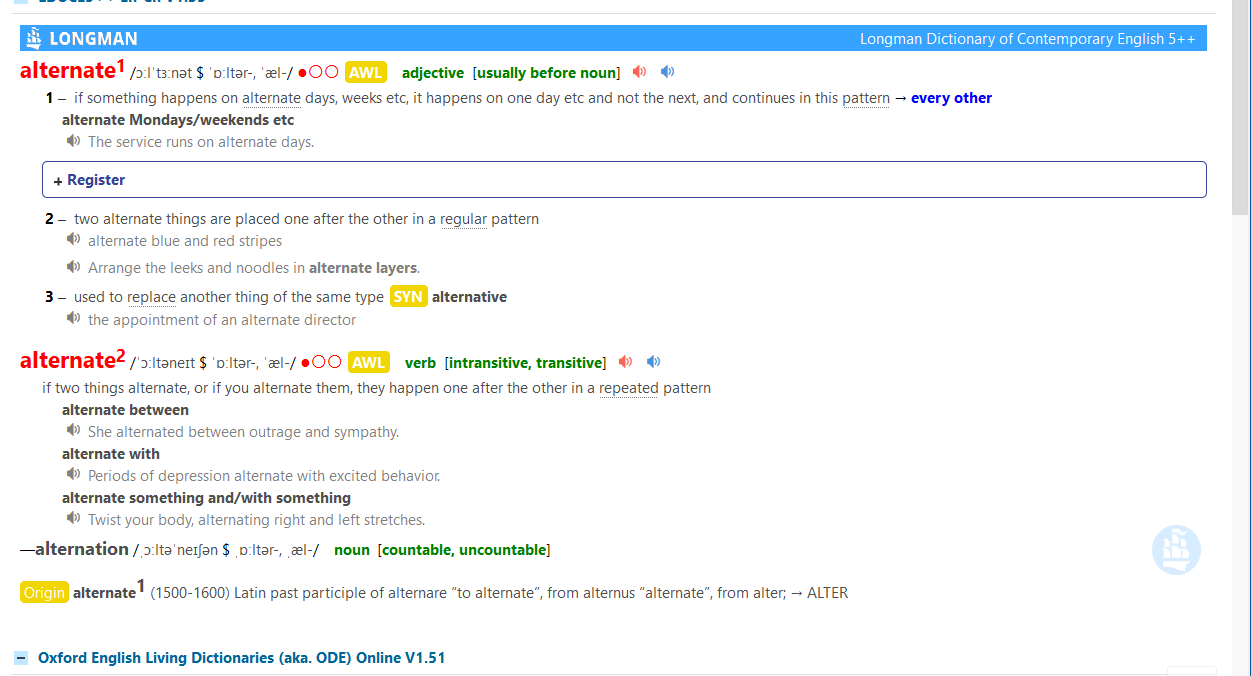 LONGMAN Longman Dictionary of Contemporary English 5++
alternate1 /ɔːlˈtɜːnət $ ˈɒːltər-, ˈæl-/ ●○○ AWL adjective [usually before noun]
1 – if something happens on alternate days, weeks etc, it happens on one day etc and not the next, and continues in this pattern → every other
alternate Mondays/weekends etc
The service runs on alternate days.
+ Register
2 – two alternate things are placed one after the other in a regular pattern
alternate blue and red stripes
Arrange the leeks and noodles in alternate layers.
3 – used to replace another thing of the same type SYN alternative
the appointment of an alternate director
alternate2 /ˈɔːltəneɪt $ ˈɒːltər-, ˈæl-/ ●○○ AWL verb [intransitive, transitive]
if two things alternate, or if you alternate them, they happen one after the other in a repeated pattern
alternate between
She alternated between outrage and sympathy.
alternate with
Periods of depression alternate with excited behavior.
alternate something and/with something
Twist your body, alternating right and left stretches.
—alternation /ˌɔːltəˈneɪʃən $ ˌɒːltər-, ˌæl-/ noun [countable, uncountable]
Origin alternate1 (1500-1600) Latin past participle of alternare “to alternate”, from alternus “alternate”, from alter; → ALTER
Oxford English Living Dictionaries (aka. ODE) Online V1.51